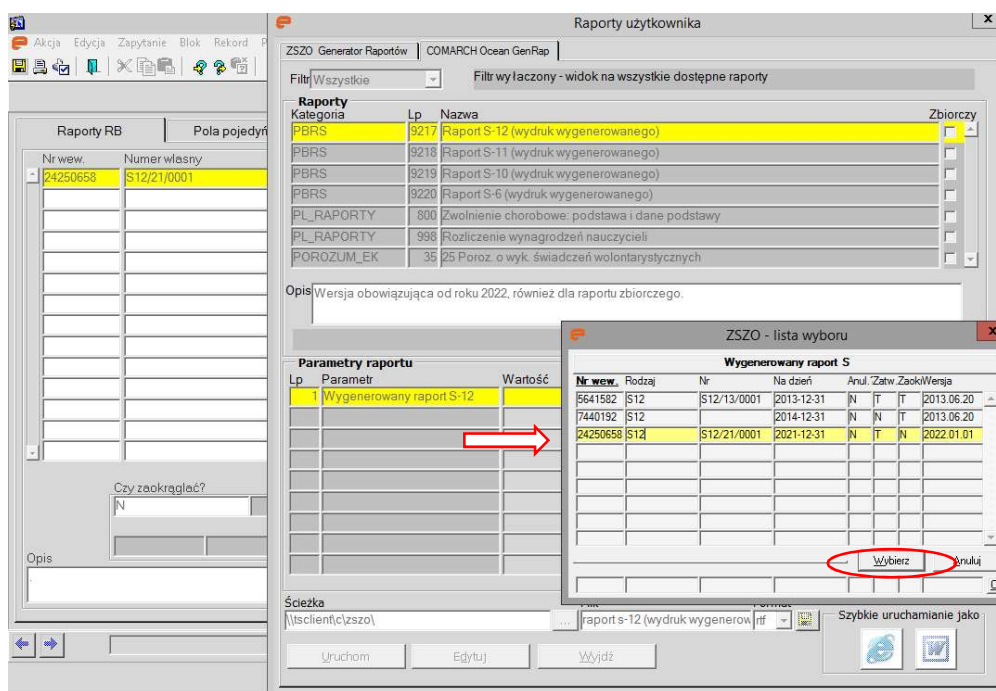 Raporty użytkownika x
Akcja Edycja Zapytanie Blok Rekord P
ZSZO Generator Raportów COMARCH Ocean GenRap
Filtr Wszystkie Filtr wyłaczony - widok na wszystkie dostępne raporty
Raporty
Kategoria Lp Nazwa Zbiorczy
PBRS 9217 Raport S-12 (wydruk wygenerowanego)
PBRS 9218 Raport S-11 (wydruk wygenerowanego)
PBRS 9219 Raport S-10 (wydruk wygenerowanego)
PBRS 9220 Raport S-6 (wydruk wygenerowanego)
PL_RAPORTY 800 Zwolnienie chorobowe: podstawa i dane podstawy
PL_RAPORTY 998 Rozliczenie wynagrodzeń nauczycieli
POROZUM_EK 35 25 Poroz. o wyk. świadczeń wolontarystycznych
Opis Wersja obowiązująca od roku 2022, również dla raportu zbiorczego.
Raporty RB Pola pojedyń
Nr wew. Numer wlasny
24250658 S12/21/0001
Czy zaokrąglać?
N
Opis
.
Parametry raportu
Lp Parametr Wartość
1 Wygenerowany raport S-12
ZSZO - lista wyboru x
Wygenerowany raport S
Nr wew. Rodzaj Nr Na dzień Anul. Zatw. Zaokr Wersja
5641582 S12 S12/13/0001 2013-12-31 N T T 2013.06.20
7440192 S12 2014-12-31 N N T 2013.06.20
24250658 S12 S12/21/0001 2021-12-31 N T N 2022.01.01
Wybierz Anuluj
Ścieżka
\\tsclient\c\zszo\ ... raport s-12 (wydruk wygenerow rtf
Szybkie uruchamianie jako
Uruchom Edytuj Wyjdź